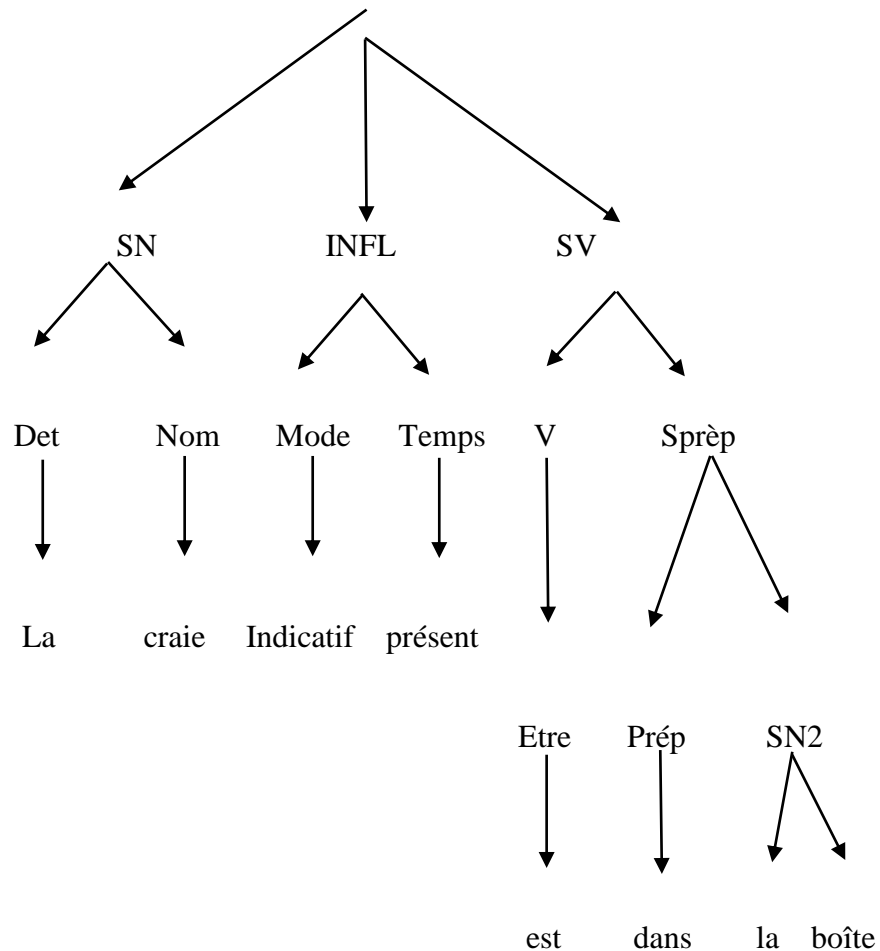 SN INFL SV
Det Nom Mode Temps V Sprèp
La craie Indicatif présent
Etre Prép SN2
est dans la boîte